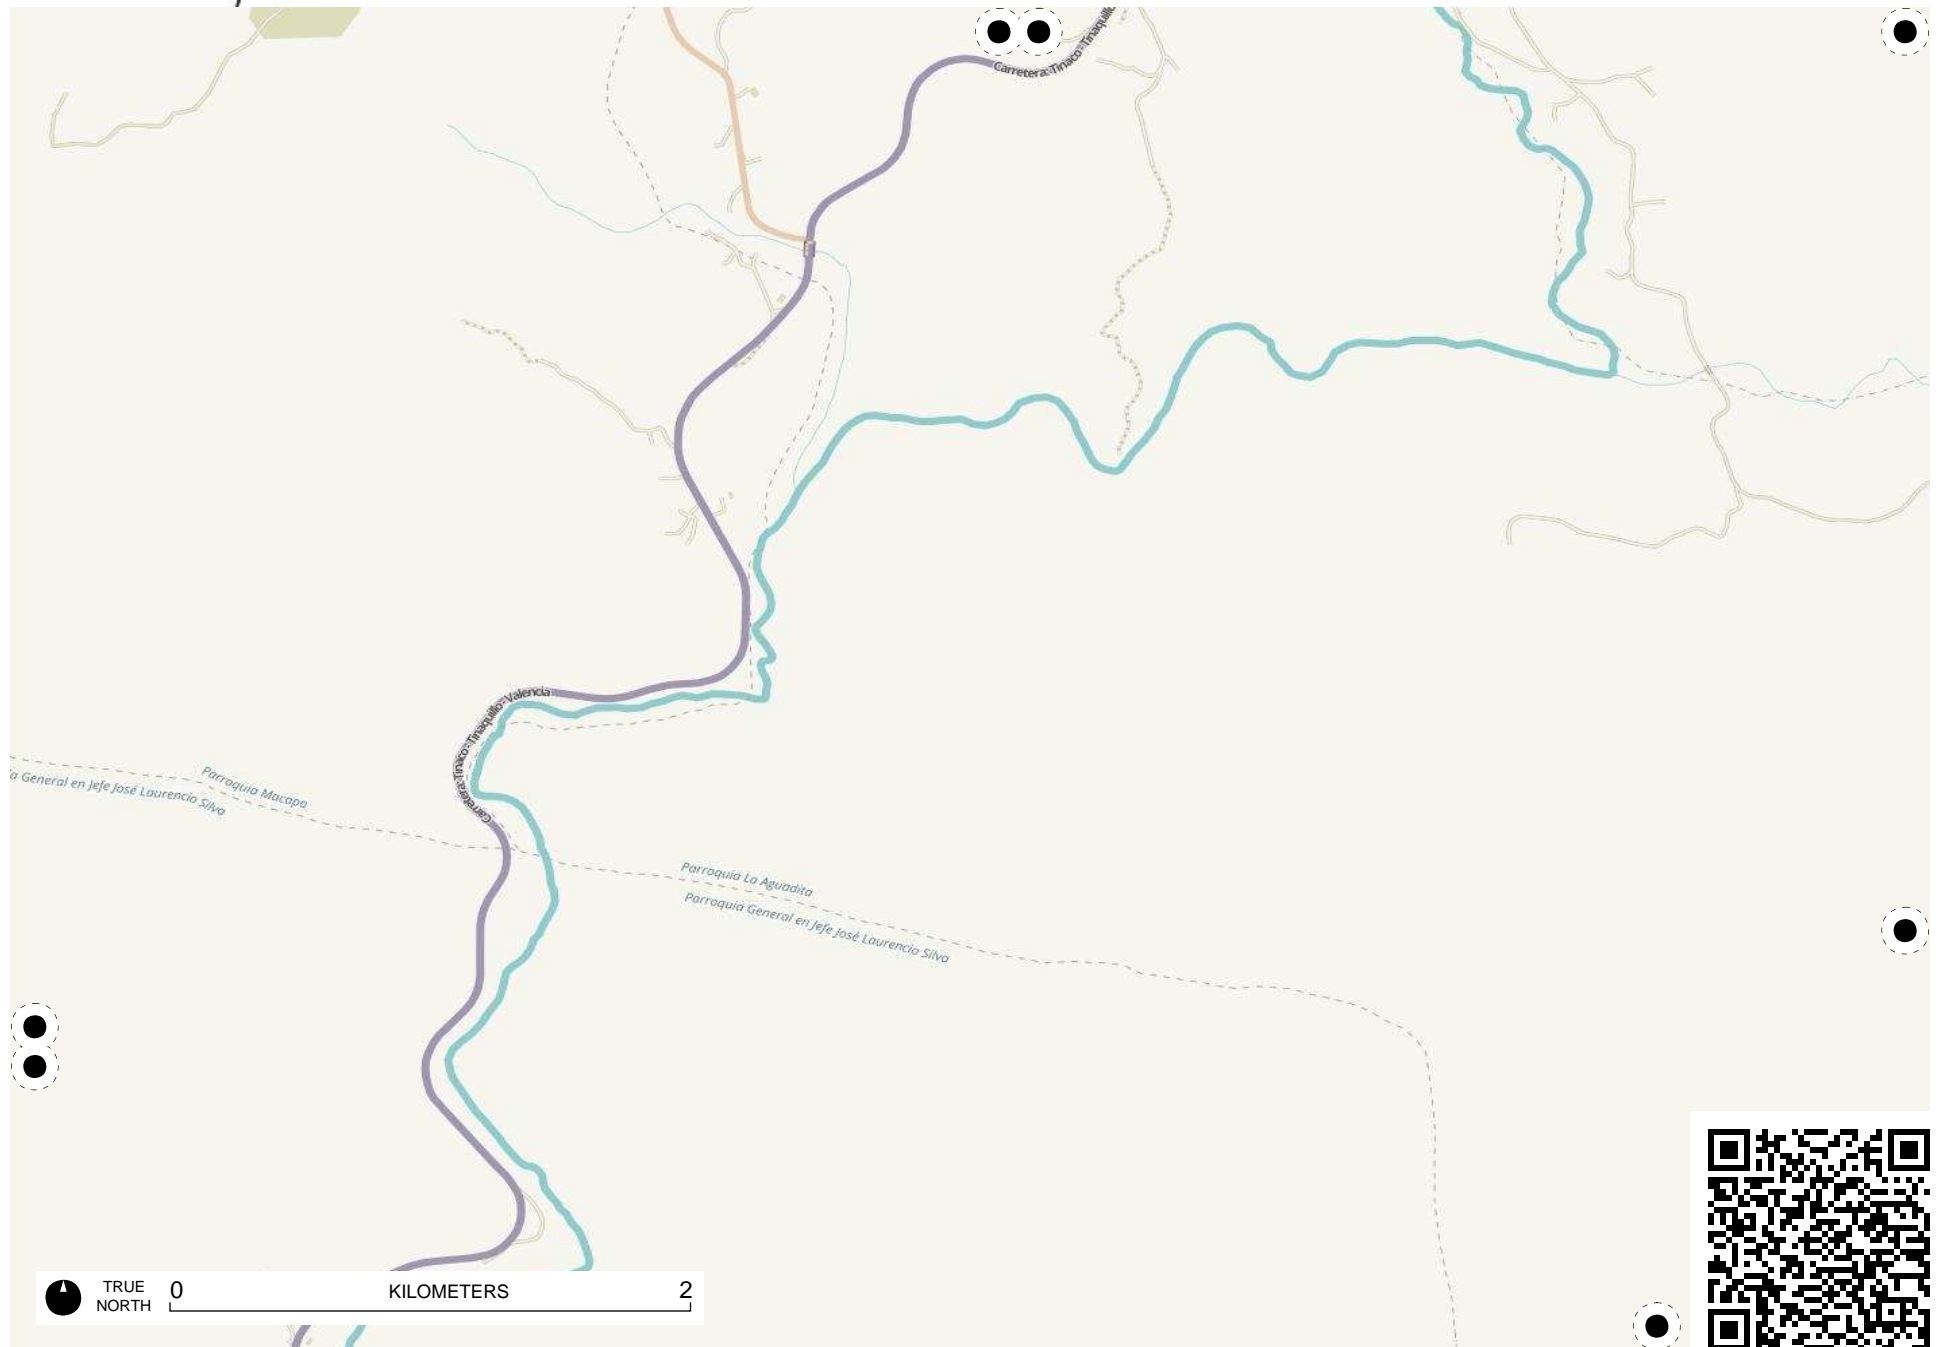 Carretera: Tinaco - Tinaquillo
Carretera: Tinaco - Tinaquillo - Valencia
Parroquia Macapo
a General en Jefe José Laurencio Silva
Parroquia La Aguadita
Parroquia General en Jefe José Laurencio Silva
TRUE
NORTH
0 KILOMETERS 2